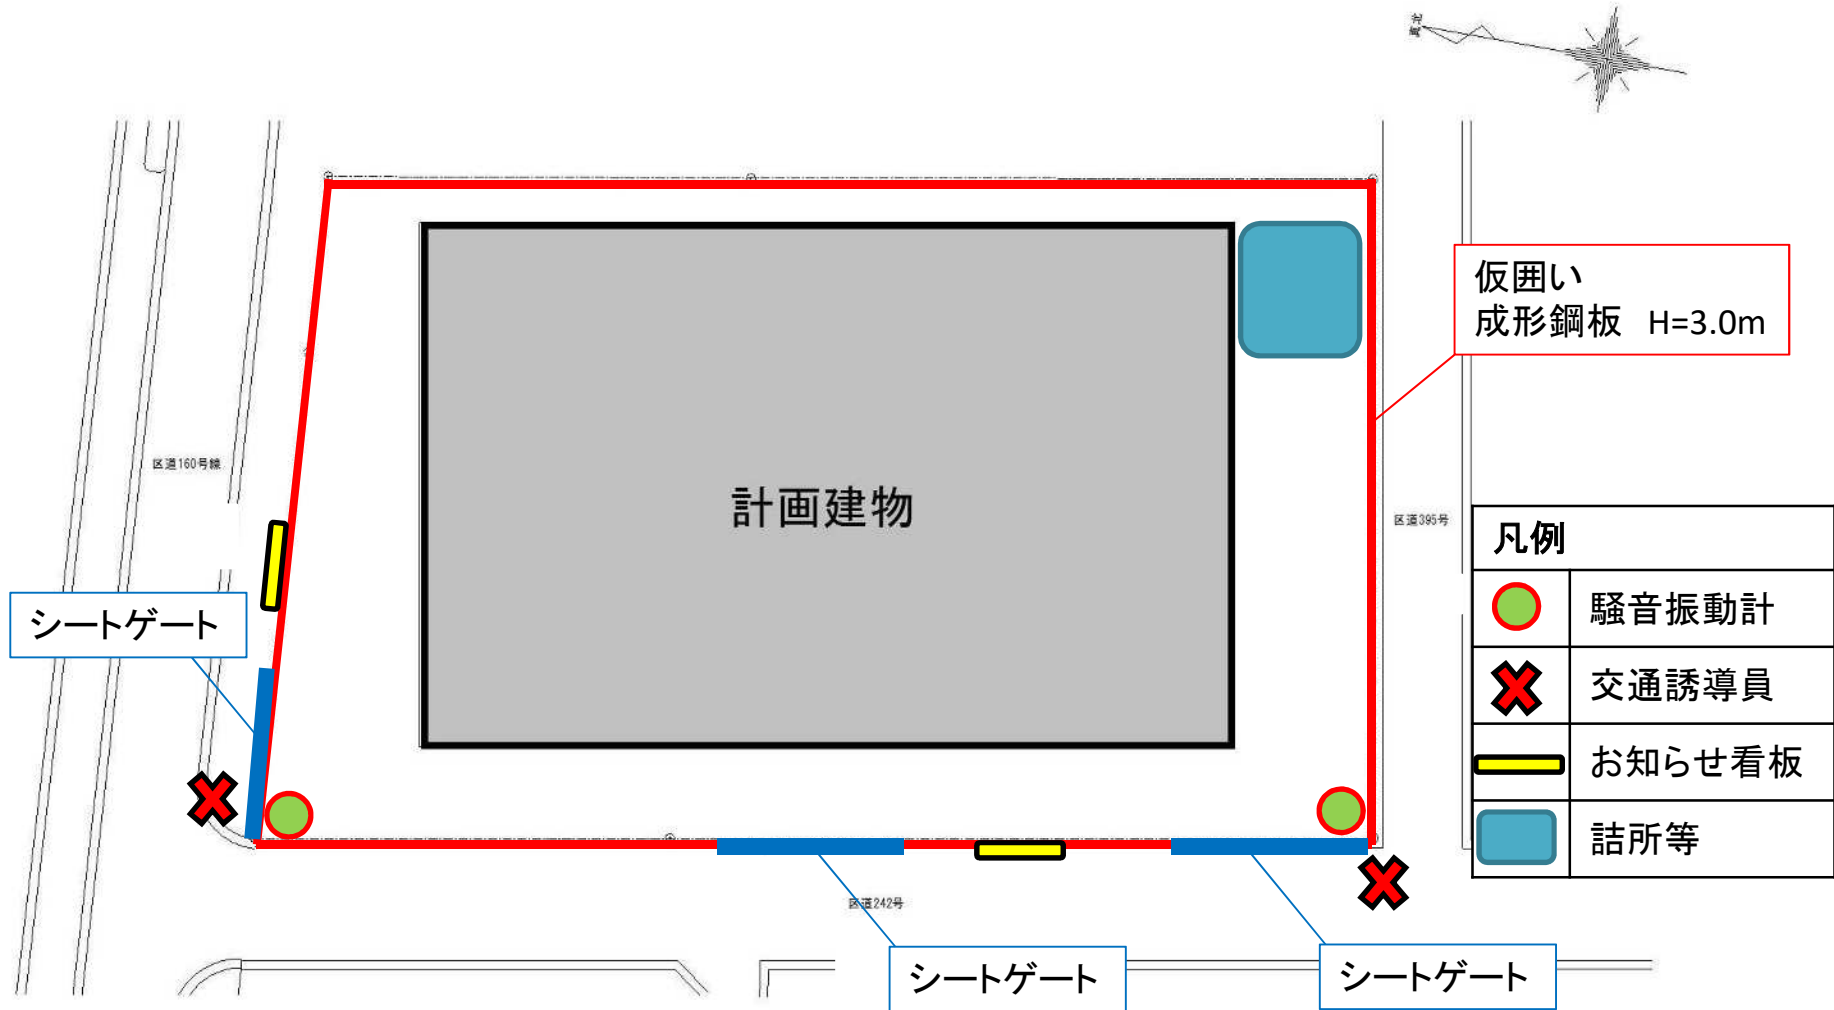 真北
仮囲い
成形鋼板 H=3.0m
区道160号線
計画建物
区道395号
シートゲート
凡例
騒音振動計
交通誘導員
お知らせ看板
詰所等
区道242号
シートゲート
シートゲート